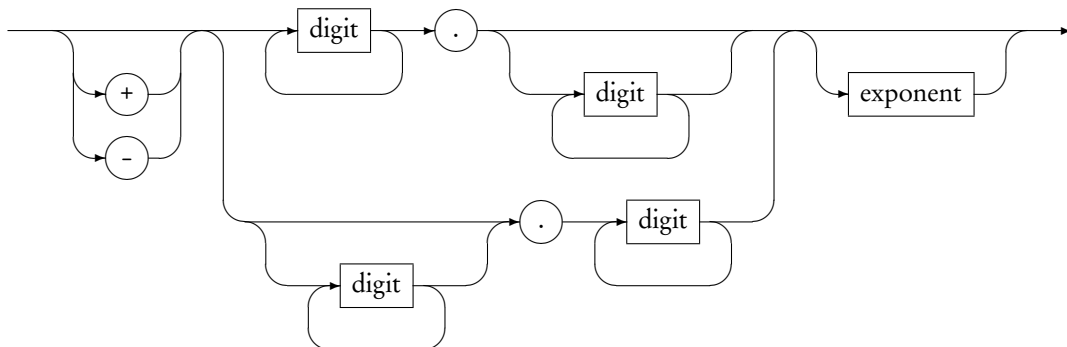 digit .
+ digit exponent
-
. digit
digit